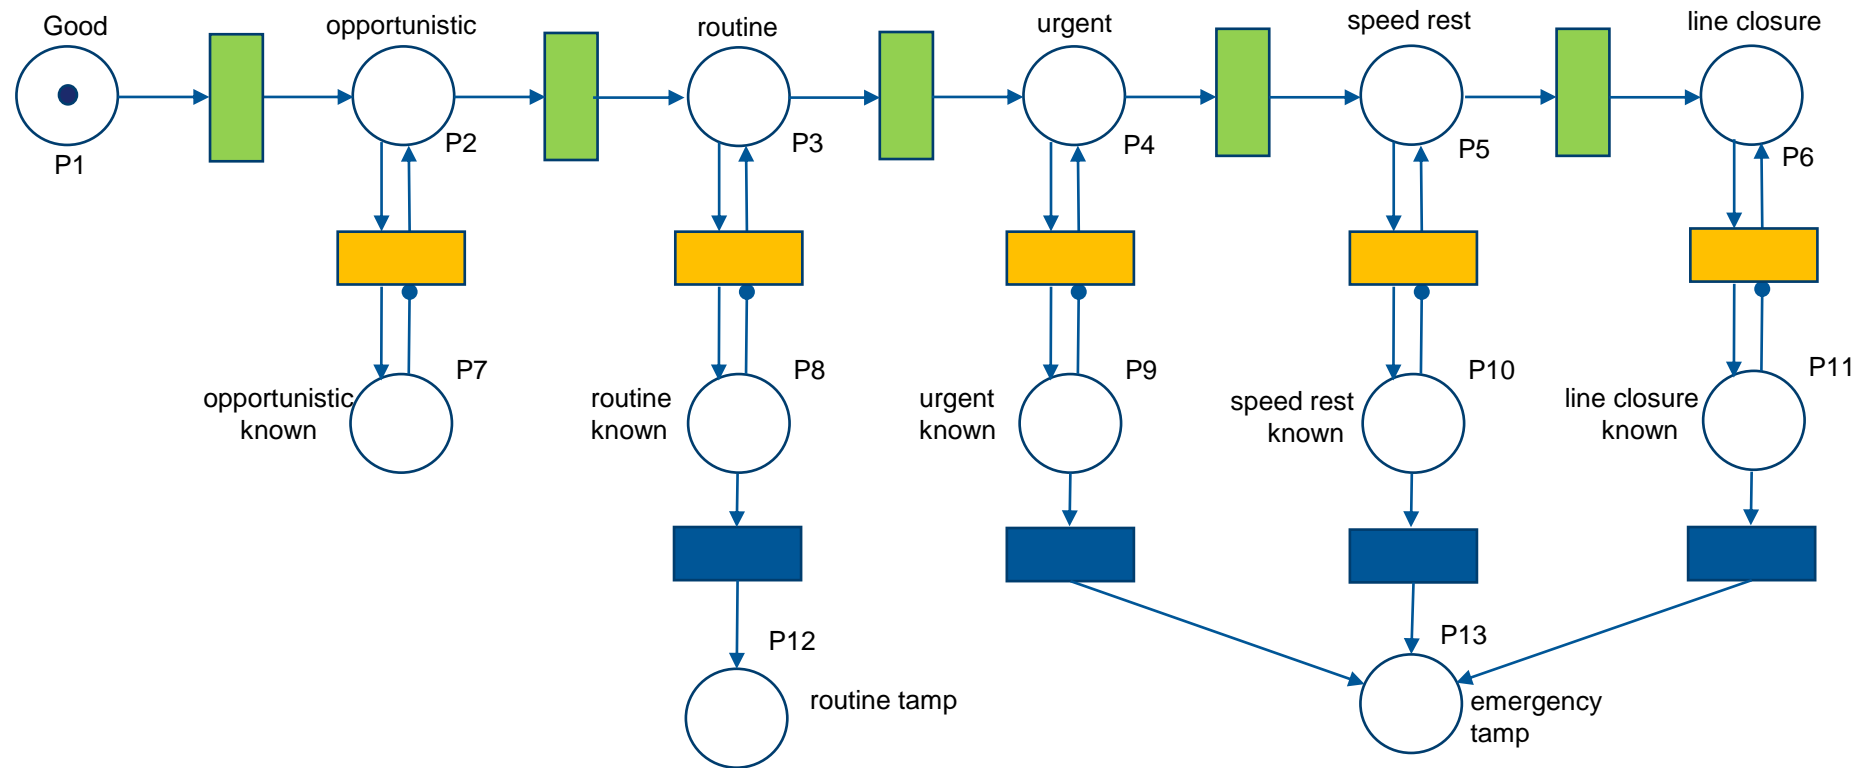 Good
opportunistic
routine
urgent
speed rest
line closure
P1
P2
P3
P4
P5
P6
P7
P8
P9
P10
P11
opportunistic
known
routine
known
urgent
known
speed rest
known
line closure
known
P12
P13
routine tamp
emergency
tamp